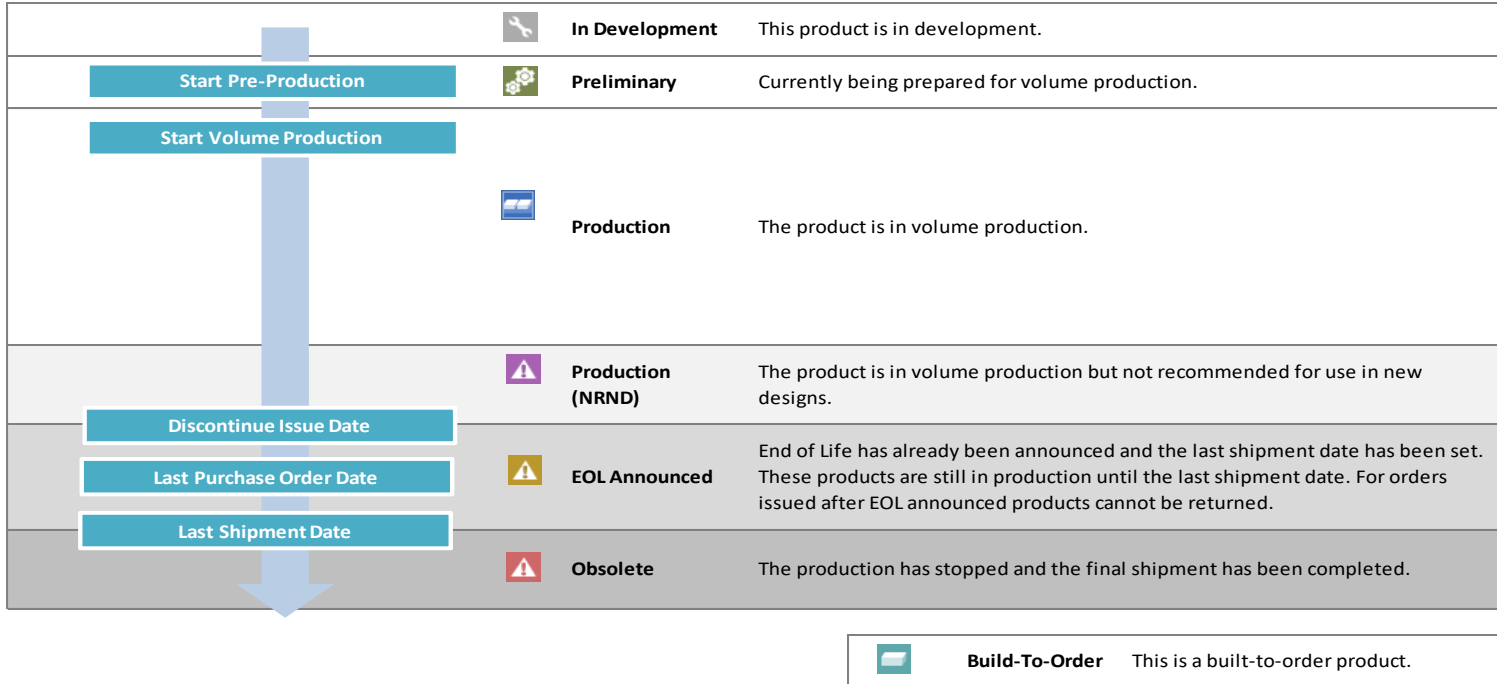 In Development This product is in development.
Start Pre-Production Preliminary Currently being prepared for volume production.
Start Volume Production
Production The product is in volume production.
Production The product is in volume production but not recommended for use in new
(NRND) designs.
Discontinue Issue Date
End of Life has already been announced and the last shipment date has been set.
Last Purchase Order Date EOL Announced These products are still in production until the last shipment date. For orders
issued after EOL announced products cannot be returned.
Last Shipment Date
Obsolete The production has stopped and the final shipment has been completed.
Build-To-Order This is a built-to-order product.